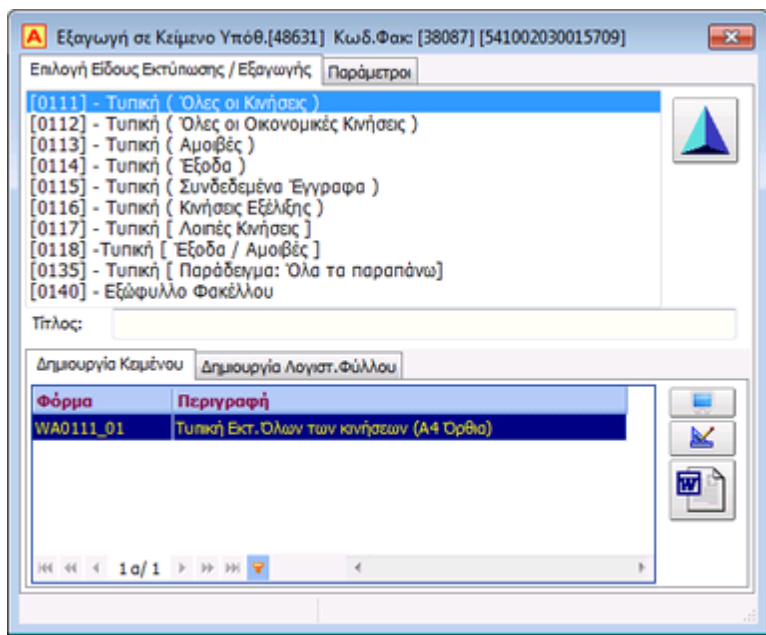 A Εξαγωγή σε Κείμενο Υπόθ.[48631] Κωδ.Φακ: [38087] [541002030015709]
Επιλογή Είδους Εκτύπωσης / Εξαγωγής Παράμετροι
[0111] - Τυπική ( Όλες οι Κινήσεις )
[0112] - Τυπική ( Όλες οι Οικονομικές Κινήσεις )
[0113] - Τυπική ( Αμοιβές )
[0114] - Τυπική ( Έξοδα )
[0115] - Τυπική ( Συνδεδεμένα Έγγραφα )
[0116] - Τυπική ( Κινήσεις Εξέλιξης )
[0117] - Τυπική [ Λοιπές Κινήσεις ]
[0118] -Τυπική [ Έξοδα / Αμοιβές ]
[0135] - Τυπική [ Παράδειγμα: Όλα τα παραπάνω]
[0140] - Εξώφυλλο Φακέλλου
Τίτλος:
Δημιουργία Κειμένου Δημιουργία Λογιστ.Φύλλου
Φόρμα Περιγραφή
WA0111_01 Τυπική Εκτ.Όλων των κινήσεων (Α4 Όρθια)
W
1 α/ 1